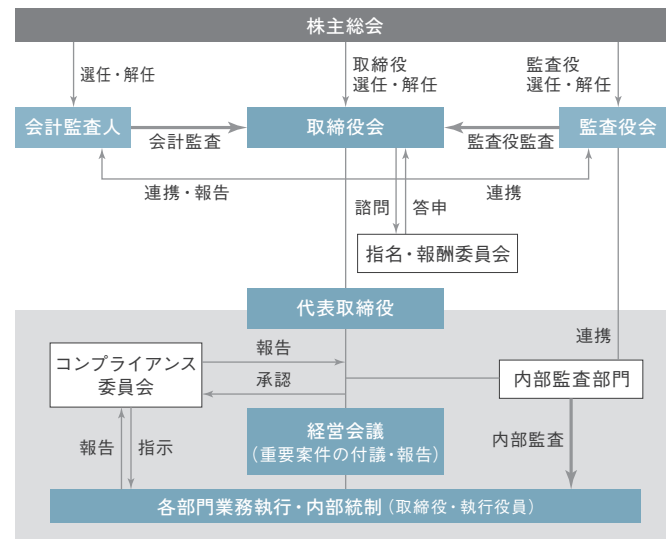 株主総会
選任・解任
取締役
選任・解任
監査役
選任・解任
会計監査人
会計監査
取締役会
監査役監査
監査役会
連携・報告
連携
諮問
答申
指名・報酬委員会
代表取締役
連携
コンプライアンス
委員会
報告
承認
内部監査部門
経営会議
(重要案件の付議・報告)
報告
指示
内部監査
各部門業務執行・内部統制(取締役・執行役員)